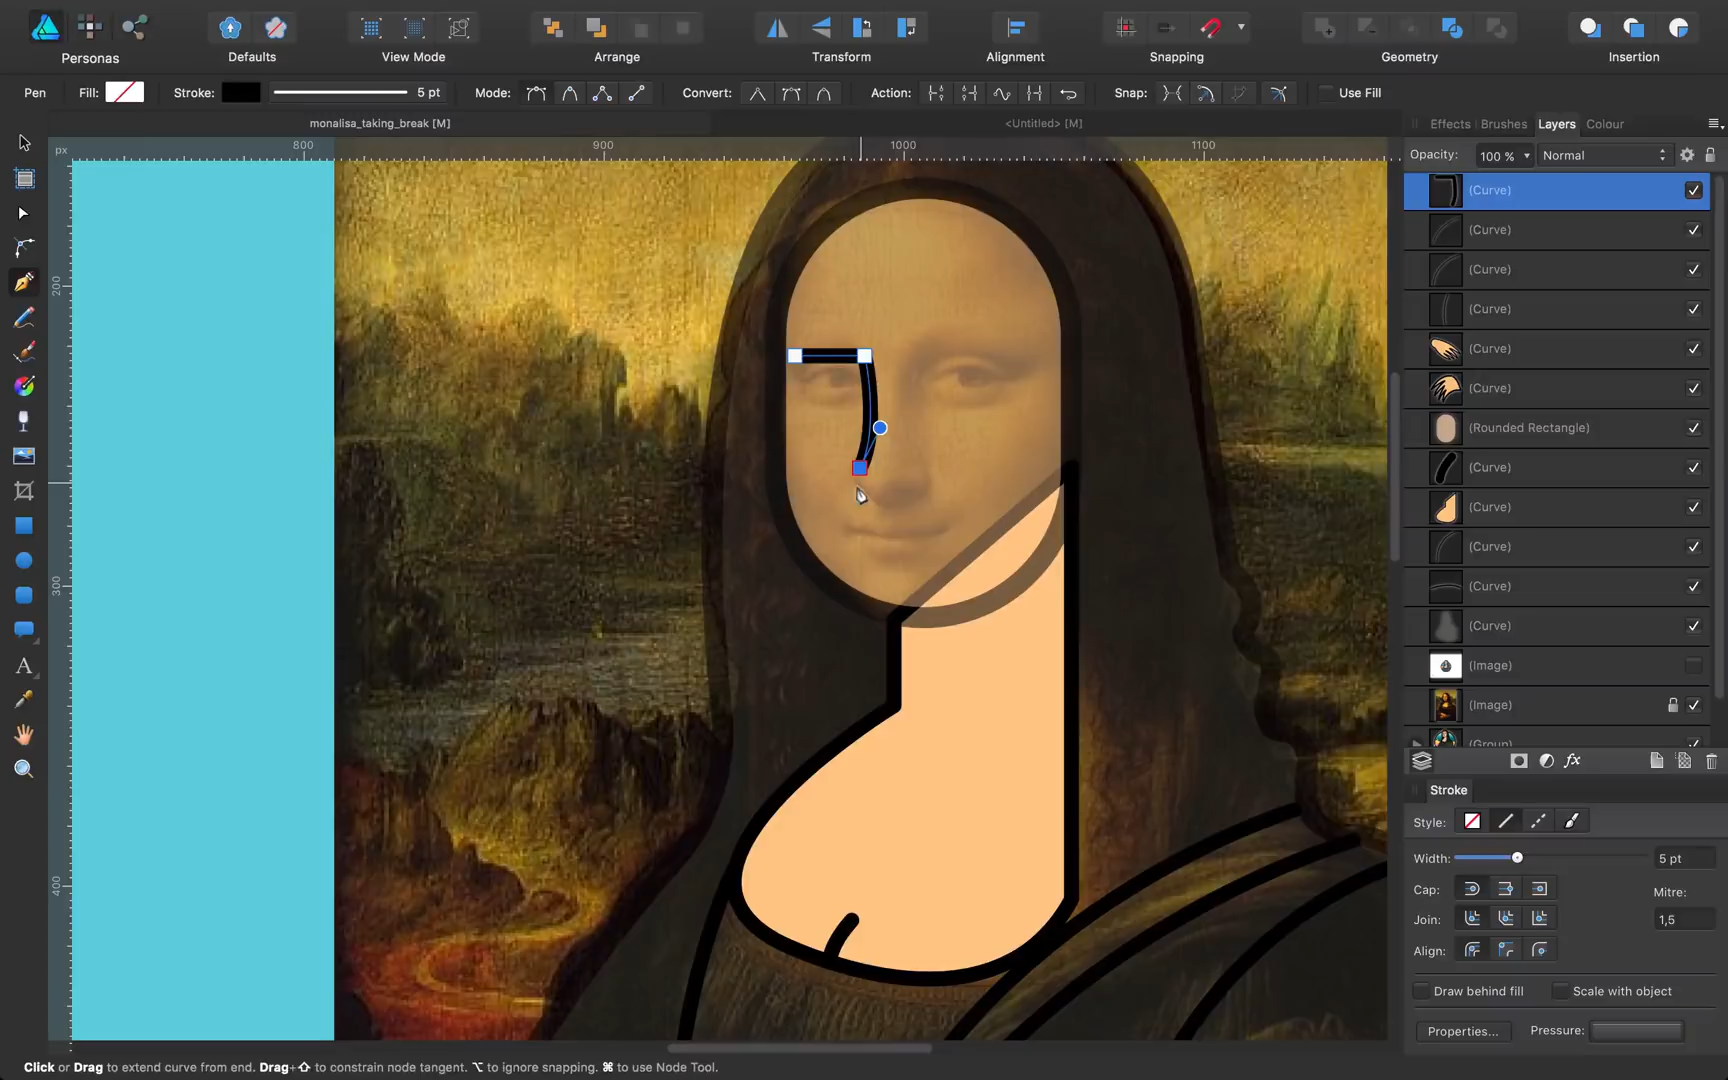 Personas
Defaults
View Mode
Arrange
Transform
Alignment
Snapping
Geometry
Insertion
Pen
Fill:
Stroke:
5 pt
Mode:
Convert:
Action:
Snap:
Use Fill
monalisa_taking_break [M]
<Untitled> [M]
Effects
Brushes
Layers
Colour
px
800
900
1000
1100
200
300
400
Opacity:
100 %
Normal
(Curve)
(Curve)
(Curve)
(Curve)
(Curve)
(Curve)
(Rounded Rectangle)
(Curve)
(Curve)
(Curve)
(Curve)
(Curve)
(Image)
(Image)
(Group)
fx
Stroke
Style:
Width:
5 pt
Cap:
Mitre:
Join:
1,5
Align:
Draw behind fill
Scale with object
Properties...
Pressure:
Click or Drag to extend curve from end. Drag+⇧ to constrain node tangent. ⌥ to ignore snapping. ⌘ to use Node Tool.